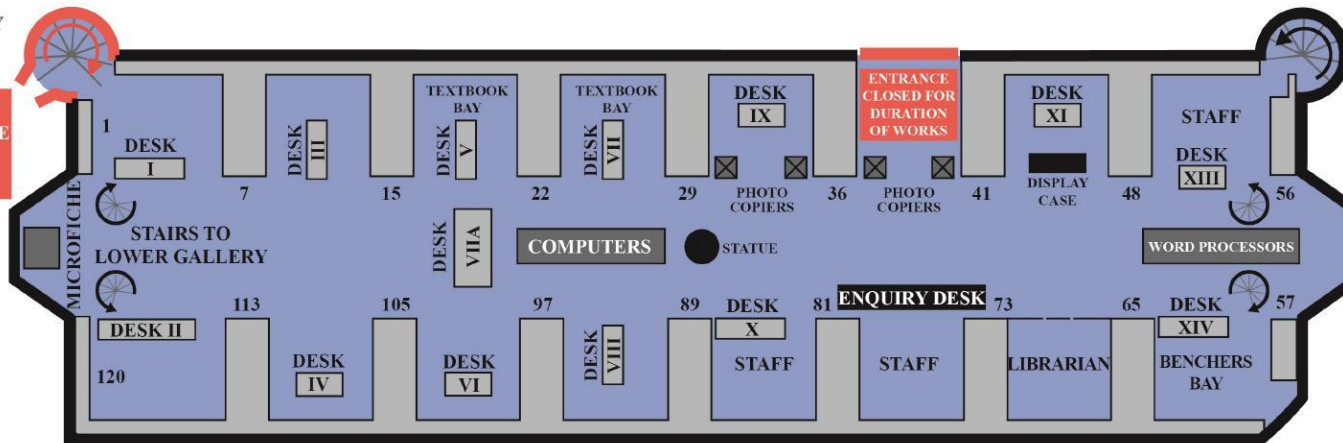 Y
E
1
DESK
I
DESK
III
TEXTBOOK
BAY
DESK
V
TEXTBOOK
BAY
DESK
VII
DESK
IX
ENTRANCE
CLOSED FOR
DURATION
OF WORKS
DESK
XI
STAFF
DESK
XIII
7
15
22
29
PHOTO
COPIERS
36
PHOTO
COPIERS
41
DISPLAY
CASE
48
56
MICROFICHE
STAIRS TO
LOWER GALLERY
DESK
VIIA
COMPUTERS
STATUE
WORD PROCESSORS
ENQUIRY DESK
DESK II
113
105
97
89
81
73
65
57
120
DESK
IV
DESK
VI
DESK
VIII
DESK
X
STAFF
STAFF
LIBRARIAN
DESK
XIV
BENCHERS
BAY